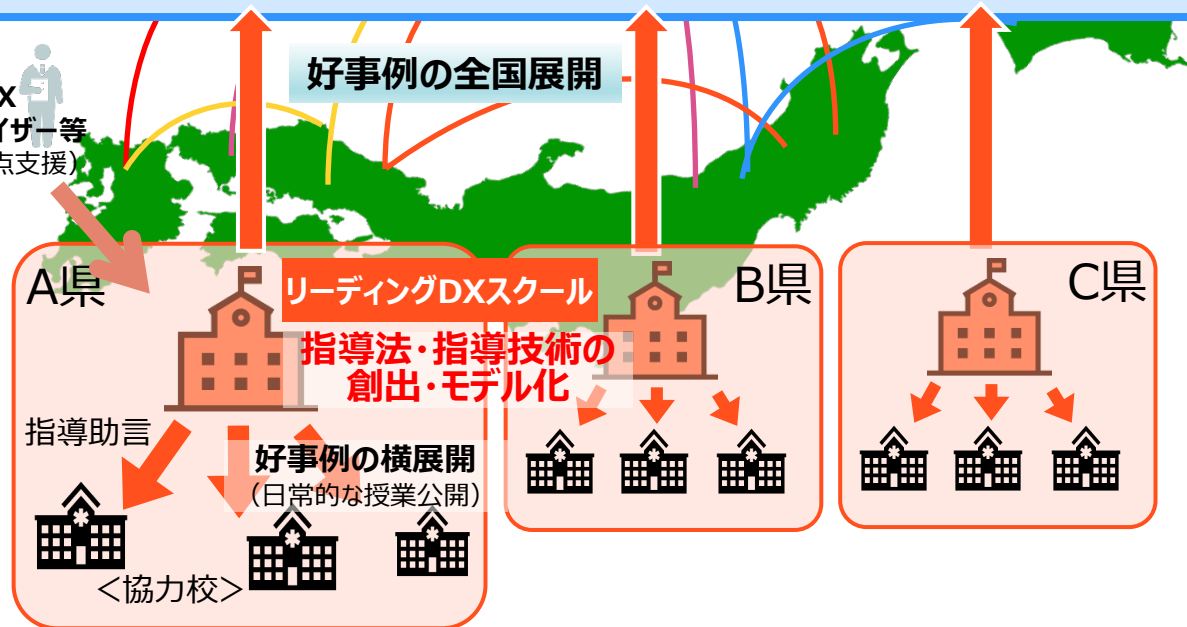 好事例の全国展開
X
イザー等
点支援）
A県
リーディングDXスクール
指導法・指導技術の
創出・モデル化
指導助言
好事例の横展開
（日常的な授業公開）
＜協力校＞
B県
C県